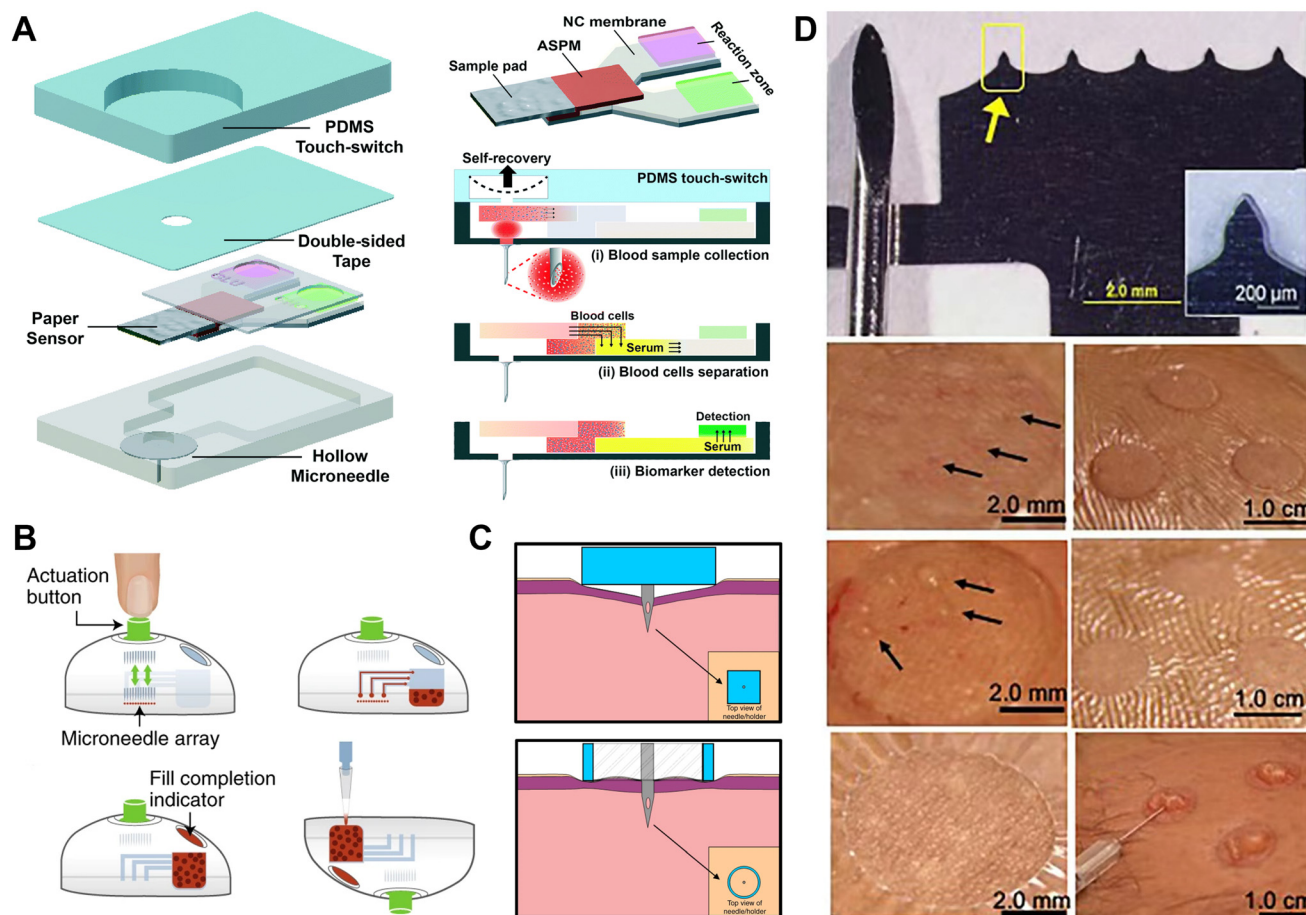 A
PDMS
Touch-switch
Double-sided
Tape
Paper
Sensor
Hollow
Microneedle
NC membrane
Reaction zone
ASPM
Sample pad
Self-recovery
PDMS touch-switch
(i) Blood sample collection
Blood cells
Serum
(ii) Blood cells separation
Detection
Serum
(iii) Biomarker detection
B
Actuation
button
Microneedle array
Fill completion
indicator
C
Top view of
needle/holder
Top view of
needle/holder
D
2.0 mm
200 µm
2.0 mm
1.0 cm
2.0 mm
1.0 cm
2.0 mm
1.0 cm